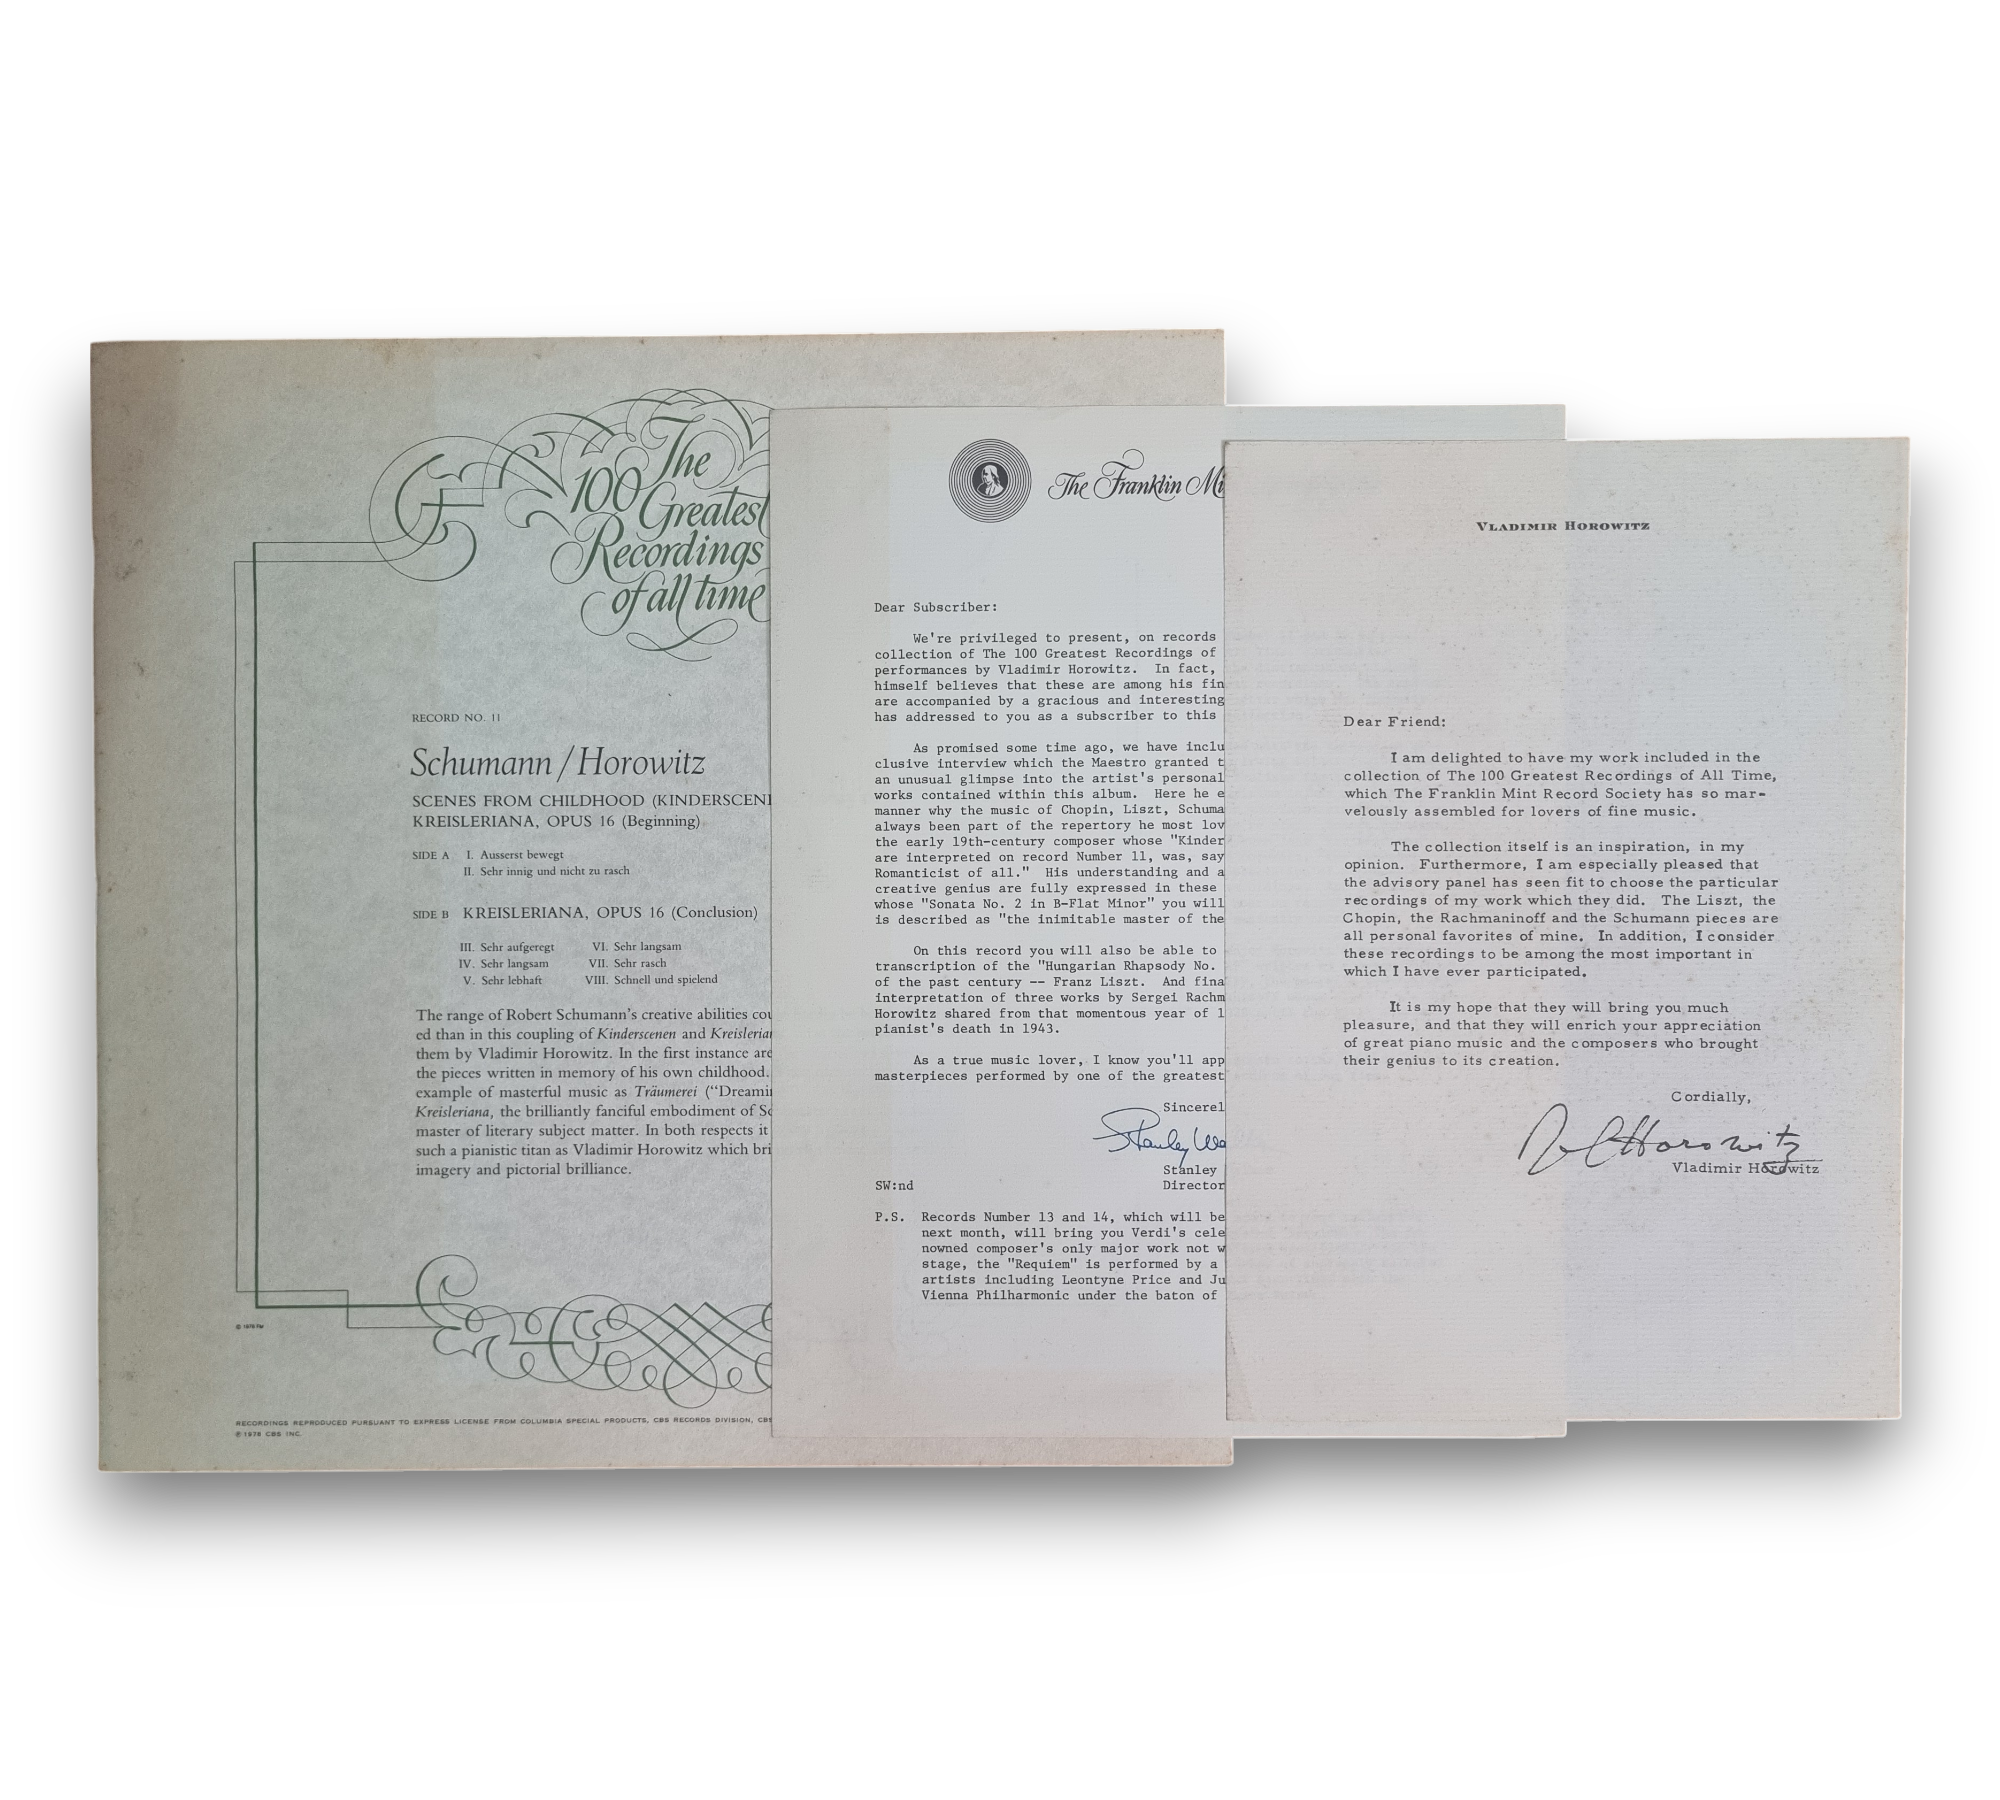 The
100 Greatest
Recordings
of all time
RECORD NO. 11
Schumann / Horowitz
SCENES FROM CHILDHOOD (KINDERSCEN
KREISLERIANA, OPUS 16 (Beginning)
SIDE A I. Ausserst bewegt
II. Sehr innig und nicht zu rasch
SIDE B KREISLERIANA, OPUS 16 (Conclusion)
III. Sehr aufgeregt VI. Sehr langsam
IV. Sehr langsam VII. Sehr rasch
V. Sehr lebhaft VIII. Schnell und spielend
The range of Robert Schumann's creative abilities cou
ed than in this coupling of Kinderscenen and Kreisleria
them by Vladimir Horowitz. In the first instance are
the pieces written in memory of his own childhood.
example of masterful music as Träumerei ("Dreami
Kreisleriana, the brilliantly fanciful embodiment of Sc
master of literary subject matter. In both respects it
such a pianistic titan as Vladimir Horowitz which bri
imagery and pictorial brilliance.
RECORDINGS REPRODUCED PURSUANT TO EXPRESS LICENSE FROM COLUMBIA SPECIAL PRODUCTS, CBS RECORDS DIVISION, CBS
℗ 1978 CBS INC.
The Franklin Mi
Dear Subscriber:
We're privileged to present, on records
collection of The 100 Greatest Recordings of
performances by Vladimir Horowitz. In fact,
himself believes that these are among his fin
are accompanied by a gracious and interesting
has addressed to you as a subscriber to this
As promised some time ago, we have inclu
clusive interview which the Maestro granted t
an unusual glimpse into the artist's personal
works contained within this album. Here he e
manner why the music of Chopin, Liszt, Schuma
always been part of the repertory he most lov
the early 19th-century composer whose "Kinder
are interpreted on record Number 11, was, say
Romanticist of all." His understanding and a
creative genius are fully expressed in these
whose "Sonata No. 2 in B-Flat Minor" you will
is described as "the inimitable master of the
On this record you will also be able to
transcription of the "Hungarian Rhapsody No.
of the past century -- Franz Liszt. And fina
interpretation of three works by Sergei Rachm
Horowitz shared from that momentous year of 1
pianist's death in 1943.
As a true music lover, I know you'll app
masterpieces performed by one of the greatest
Sincerel
Stanley Wa
Stanley
SW:nd Director
P.S. Records Number 13 and 14, which will be
next month, will bring you Verdi's cele
nowned composer's only major work not w
stage, the "Requiem" is performed by a
artists including Leontyne Price and Ju
Vienna Philharmonic under the baton of
VLADIMIR HOROWITZ
Dear Friend:
I am delighted to have my work included in the
collection of The 100 Greatest Recordings of All Time,
which The Franklin Mint Record Society has so mar-
velously assembled for lovers of fine music.
The collection itself is an inspiration, in my
opinion. Furthermore, I am especially pleased that
the advisory panel has seen fit to choose the particular
recordings of my work which they did. The Liszt, the
Chopin, the Rachmaninoff and the Schumann pieces are
all personal favorites of mine. In addition, I consider
these recordings to be among the most important in
which I have ever participated.
It is my hope that they will bring you much
pleasure, and that they will enrich your appreciation
of great piano music and the composers who brought
their genius to its creation.
Cordially,
Horowitz
Vladimir Horowitz